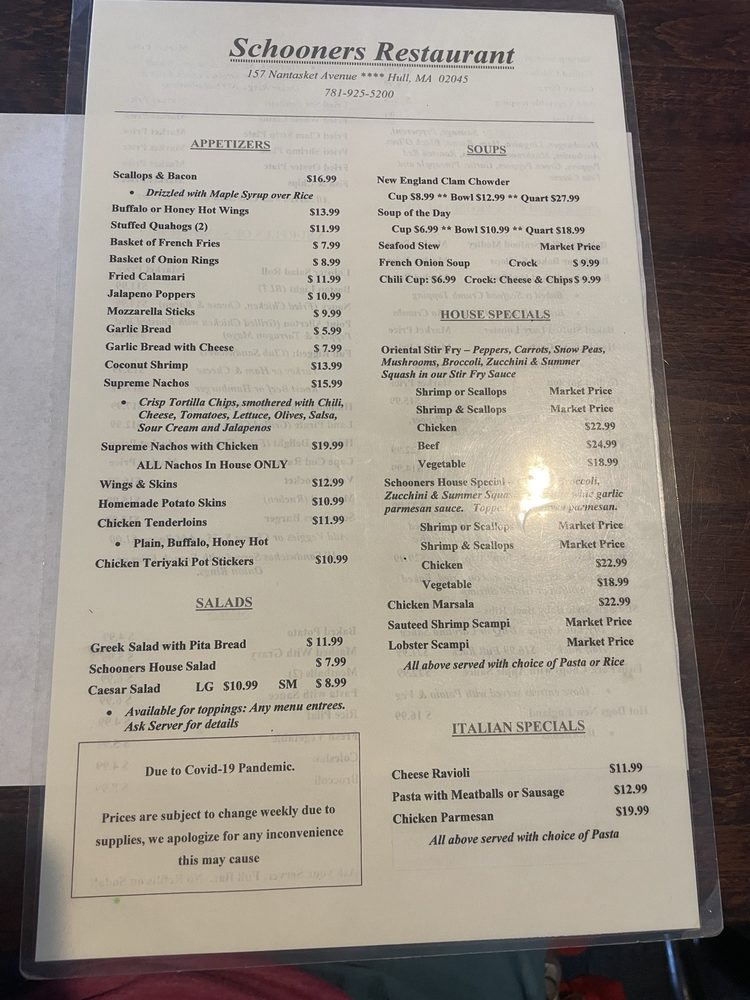 Schooners Restaurant
157 Nantasket Avenue **** Hull, MA 02045
781-925-5200
APPETIZERS
Scallops & Bacon $16.99
• Drizzled with Maple Syrup over Rice
Buffalo or Honey Hot Wings $13.99
Stuffed Quahogs (2) $11.99
Basket of French Fries $ 7.99
Basket of Onion Rings $ 8.99
Fried Calamari $ 11.99
Jalapeno Poppers $ 10.99
Mozzarella Sticks $ 9.99
Garlic Bread $ 5.99
Garlic Bread with Cheese $ 7.99
Coconut Shrimp $13.99
Supreme Nachos $15.99
• Crisp Tortilla Chips, smothered with Chili,
Cheese, Tomatoes, Lettuce, Olives, Salsa,
Sour Cream and Jalapenos
Supreme Nachos with Chicken $19.99
ALL Nachos In House ONLY
Wings & Skins $12.99
Homemade Potato Skins $10.99
Chicken Tenderloins $11.99
• Plain, Buffalo, Honey Hot
Chicken Teriyaki Pot Stickers $10.99
SALADS
Greek Salad with Pita Bread $ 11.99
Schooners House Salad $ 7.99
Caesar Salad LG $10.99 SM $ 8.99
• Available for toppings: Any menu entrees.
Ask Server for details
Due to Covid-19 Pandemic.
Prices are subject to change weekly due to
supplies, we apologize for any inconvenience
this may cause
SOUPS
New England Clam Chowder
Cup $8.99 ** Bowl $12.99 ** Quart $27.99
Soup of the Day
Cup $6.99 ** Bowl $10.99 ** Quart $18.99
Seafood Stew Market Price
French Onion Soup Crock $ 9.99
Chili Cup: $6.99 Crock: Cheese & Chips $ 9.99
HOUSE SPECIALS
Oriental Stir Fry – Peppers, Carrots, Snow Peas,
Mushrooms, Broccoli, Zucchini & Summer
Squash in our Stir Fry Sauce
Shrimp or Scallops Market Price
Shrimp & Scallops Market Price
Chicken $22.99
Beef $24.99
Vegetable $18.99
Schooners House Special
Zucchini & Summer garlic
parmesan sauce. parmesan.
Shrimp or Scallops Market Price
Shrimp & Scallops Market Price
Chicken $22.99
Vegetable $18.99
Chicken Marsala $22.99
Sauteed Shrimp Scampi Market Price
Lobster Scampi Market Price
All above served with choice of Pasta or Rice
ITALIAN SPECIALS
Cheese Ravioli $11.99
Pasta with Meatballs or Sausage $12.99
Chicken Parmesan $19.99
All above served with choice of Pasta